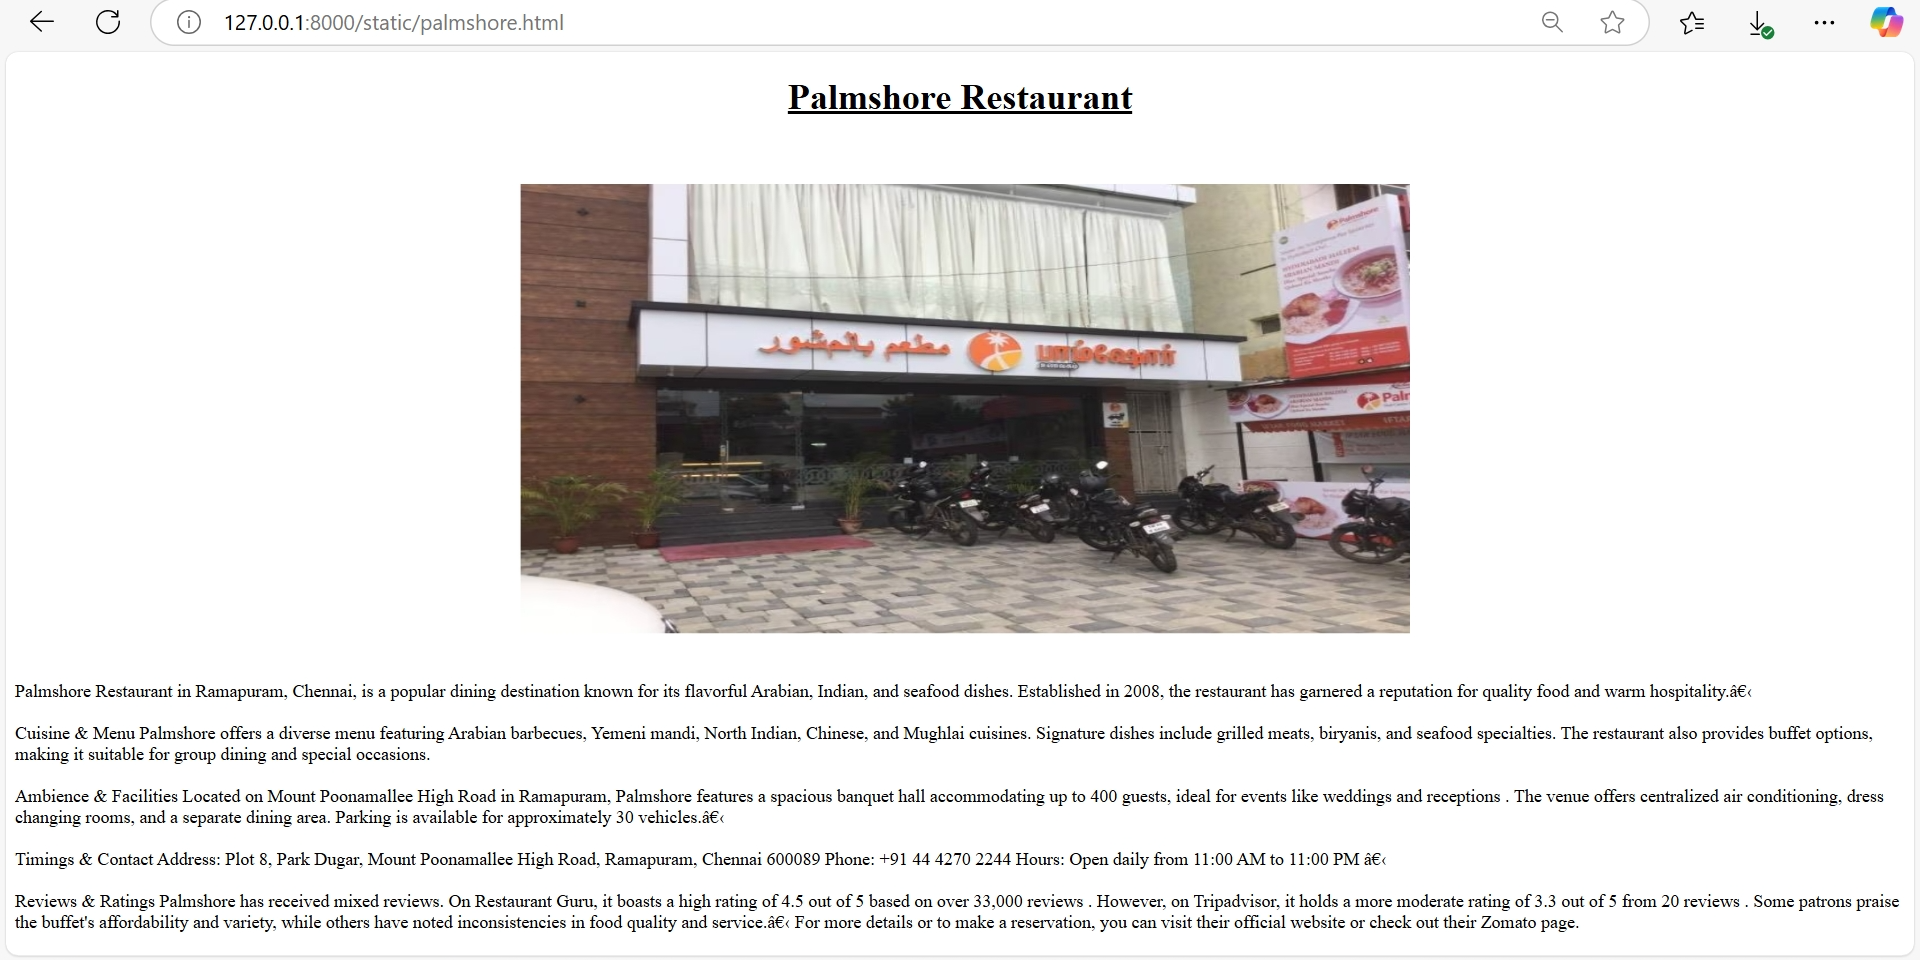 127.0.0.1:8000/static/palmshore.html
Palmshore Restaurant
Palmshore
HYDERABADI HALEEM
ARABIAN MANDI
مطعم بالمشور
பாம்ஷோர்
Palmshore Restaurant in Ramapuram, Chennai, is a popular dining destination known for its flavorful Arabian, Indian, and seafood dishes. Established in 2008, the restaurant has garnered a reputation for quality food and warm hospitality.â€‹
Cuisine & Menu Palmshore offers a diverse menu featuring Arabian barbecues, Yemeni mandi, North Indian, Chinese, and Mughlai cuisines. Signature dishes include grilled meats, biryanis, and seafood specialties. The restaurant also provides buffet options,
making it suitable for group dining and special occasions.
Ambience & Facilities Located on Mount Poonamallee High Road in Ramapuram, Palmshore features a spacious banquet hall accommodating up to 400 guests, ideal for events like weddings and receptions . The venue offers centralized air conditioning, dress
changing rooms, and a separate dining area. Parking is available for approximately 30 vehicles.â€‹
Timings & Contact Address: Plot 8, Park Dugar, Mount Poonamallee High Road, Ramapuram, Chennai 600089 Phone: +91 44 4270 2244 Hours: Open daily from 11:00 AM to 11:00 PM â€‹
Reviews & Ratings Palmshore has received mixed reviews. On Restaurant Guru, it boasts a high rating of 4.5 out of 5 based on over 33,000 reviews . However, on Tripadvisor, it holds a more moderate rating of 3.3 out of 5 from 20 reviews . Some patrons praise
the buffet's affordability and variety, while others have noted inconsistencies in food quality and service.â€‹ For more details or to make a reservation, you can visit their official website or check out their Zomato page.